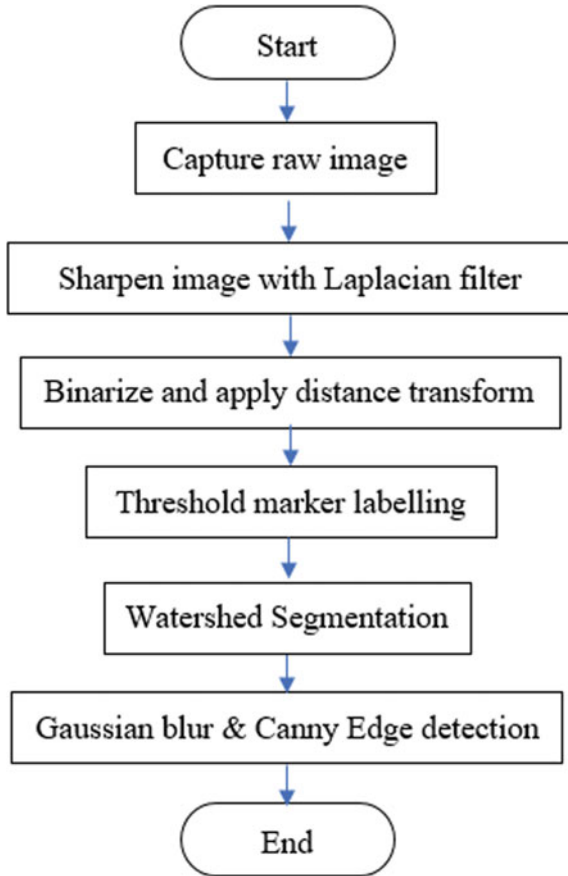 Start
Capture raw image
Sharpen image with Laplacian filter
Binarize and apply distance transform
Threshold marker labelling
Watershed Segmentation
Gaussian blur & Canny Edge detection
End